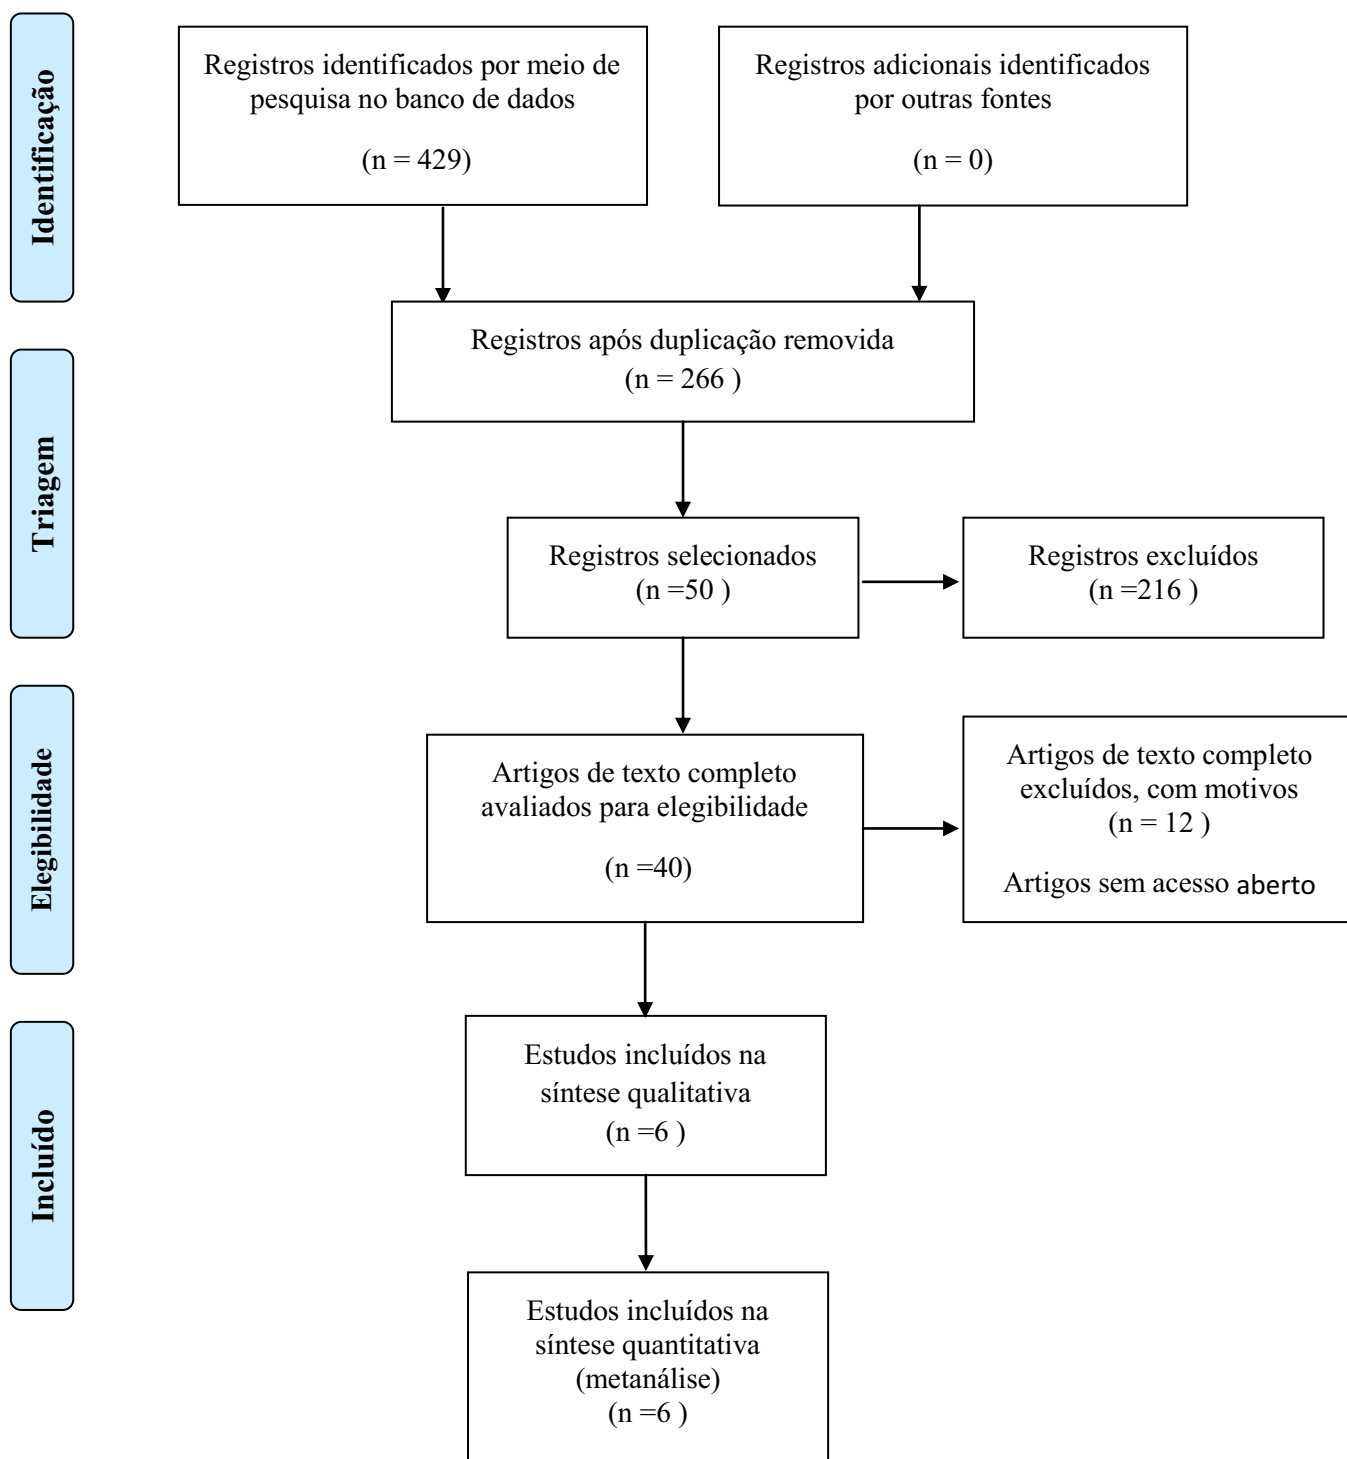 Identificação
Registros identificados por meio de
pesquisa no banco de dados
(n = 429)
Registros adicionais identificados
por outras fontes
(n = 0)
Registros após duplicação removida
(n = 266 )
Triagem
Registros selecionados
(n =50 )
Registros excluídos
(n =216 )
Elegibilidade
Artigos de texto completo
avaliados para elegibilidade
(n =40)
Artigos de texto completo
excluídos, com motivos
(n = 12 )
Artigos sem acesso aberto
Incluído
Estudos incluídos na
síntese qualitativa
(n =6 )
Estudos incluídos na
síntese quantitativa
(metanálise)
(n =6 )